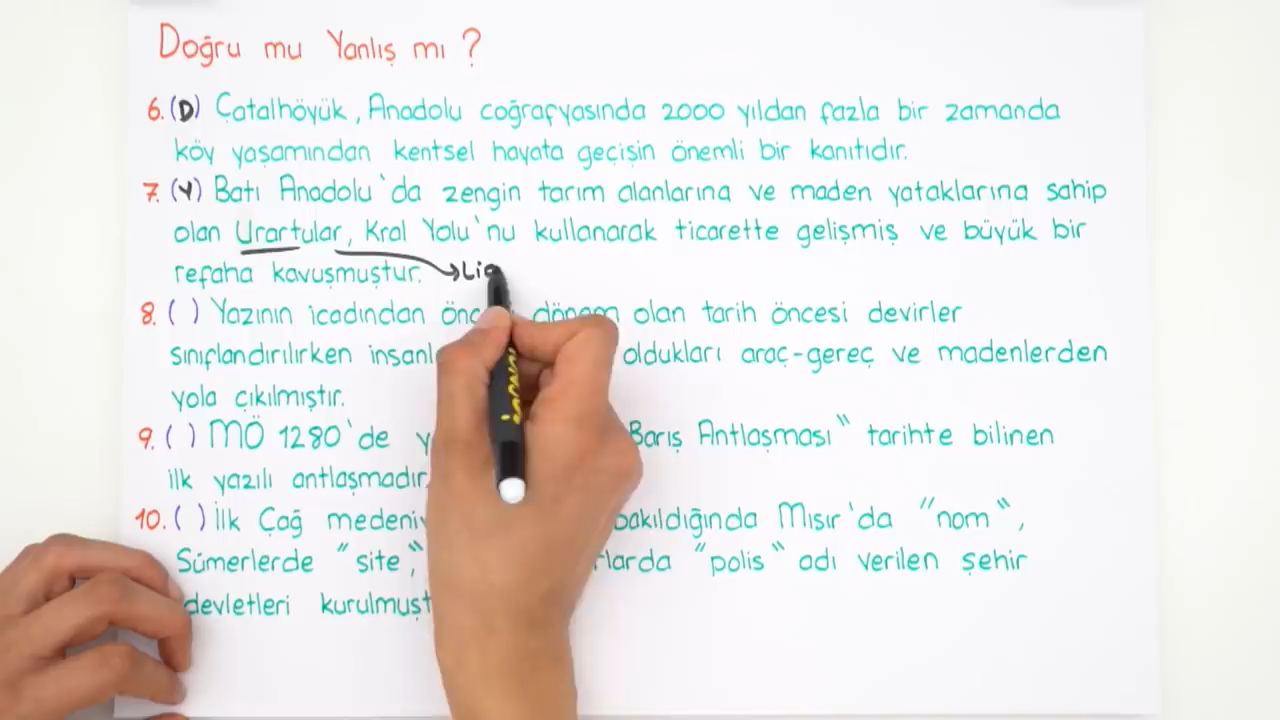 Doğru mu Yanlış mı ?
6. (D) Çatalhöyük, Anadolu coğrafyasında 2000 yıldan fazla bir zamanda
köy yaşamından kentsel hayata geçişin önemli bir kanıtıdır.
7. (Y) Batı Anadolu'da zengin tarım alanlarına ve maden yataklarına sahip
olan Urartular, Kral Yolu'nu kullanarak ticarette gelişmiş ve büyük bir
refaha kavuşmuştur. →Li
8. ( ) Yazının icadından dönem olan tarih öncesi devirler
sınıflandırılırken oldukları araç-gereç ve madenlerden
yola çıkılmıştır.
9. ( ) MÖ 1280'de Barış Antlaşması" tarihte bilinen
ilk yazılı antlaşmadır.
10. ( ) İlk Çağ bakıldığında Mısır'da "nom",
Sümerlerde "site," "polis" adı verilen şehir
devletleri